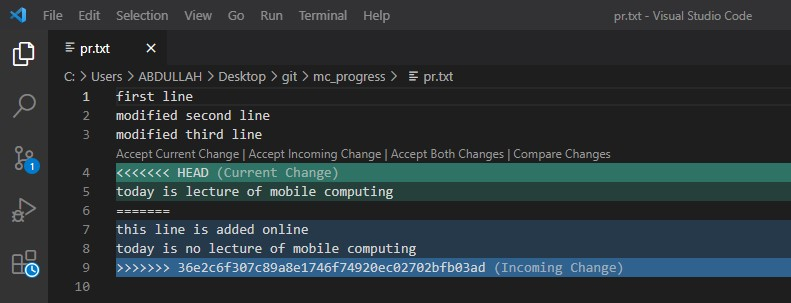 File Edit Selection View Go Run Terminal Help pr.txt - Visual Studio Code
pr.txt
C: > Users > ABDULLAH > Desktop > git > mc_progress > pr.txt
1 first line
2 modified second line
3 modified third line
Accept Current Change | Accept Incoming Change | Accept Both Changes | Compare Changes
4 <<<<<<< HEAD (Current Change)
5 today is lecture of mobile computing
6 =======
7 this line is added online
8 today is no lecture of mobile computing
9 >>>>>>> 36e2c6f307c89a8e1746f74920ec02702bfb03ad (Incoming Change)
10
1